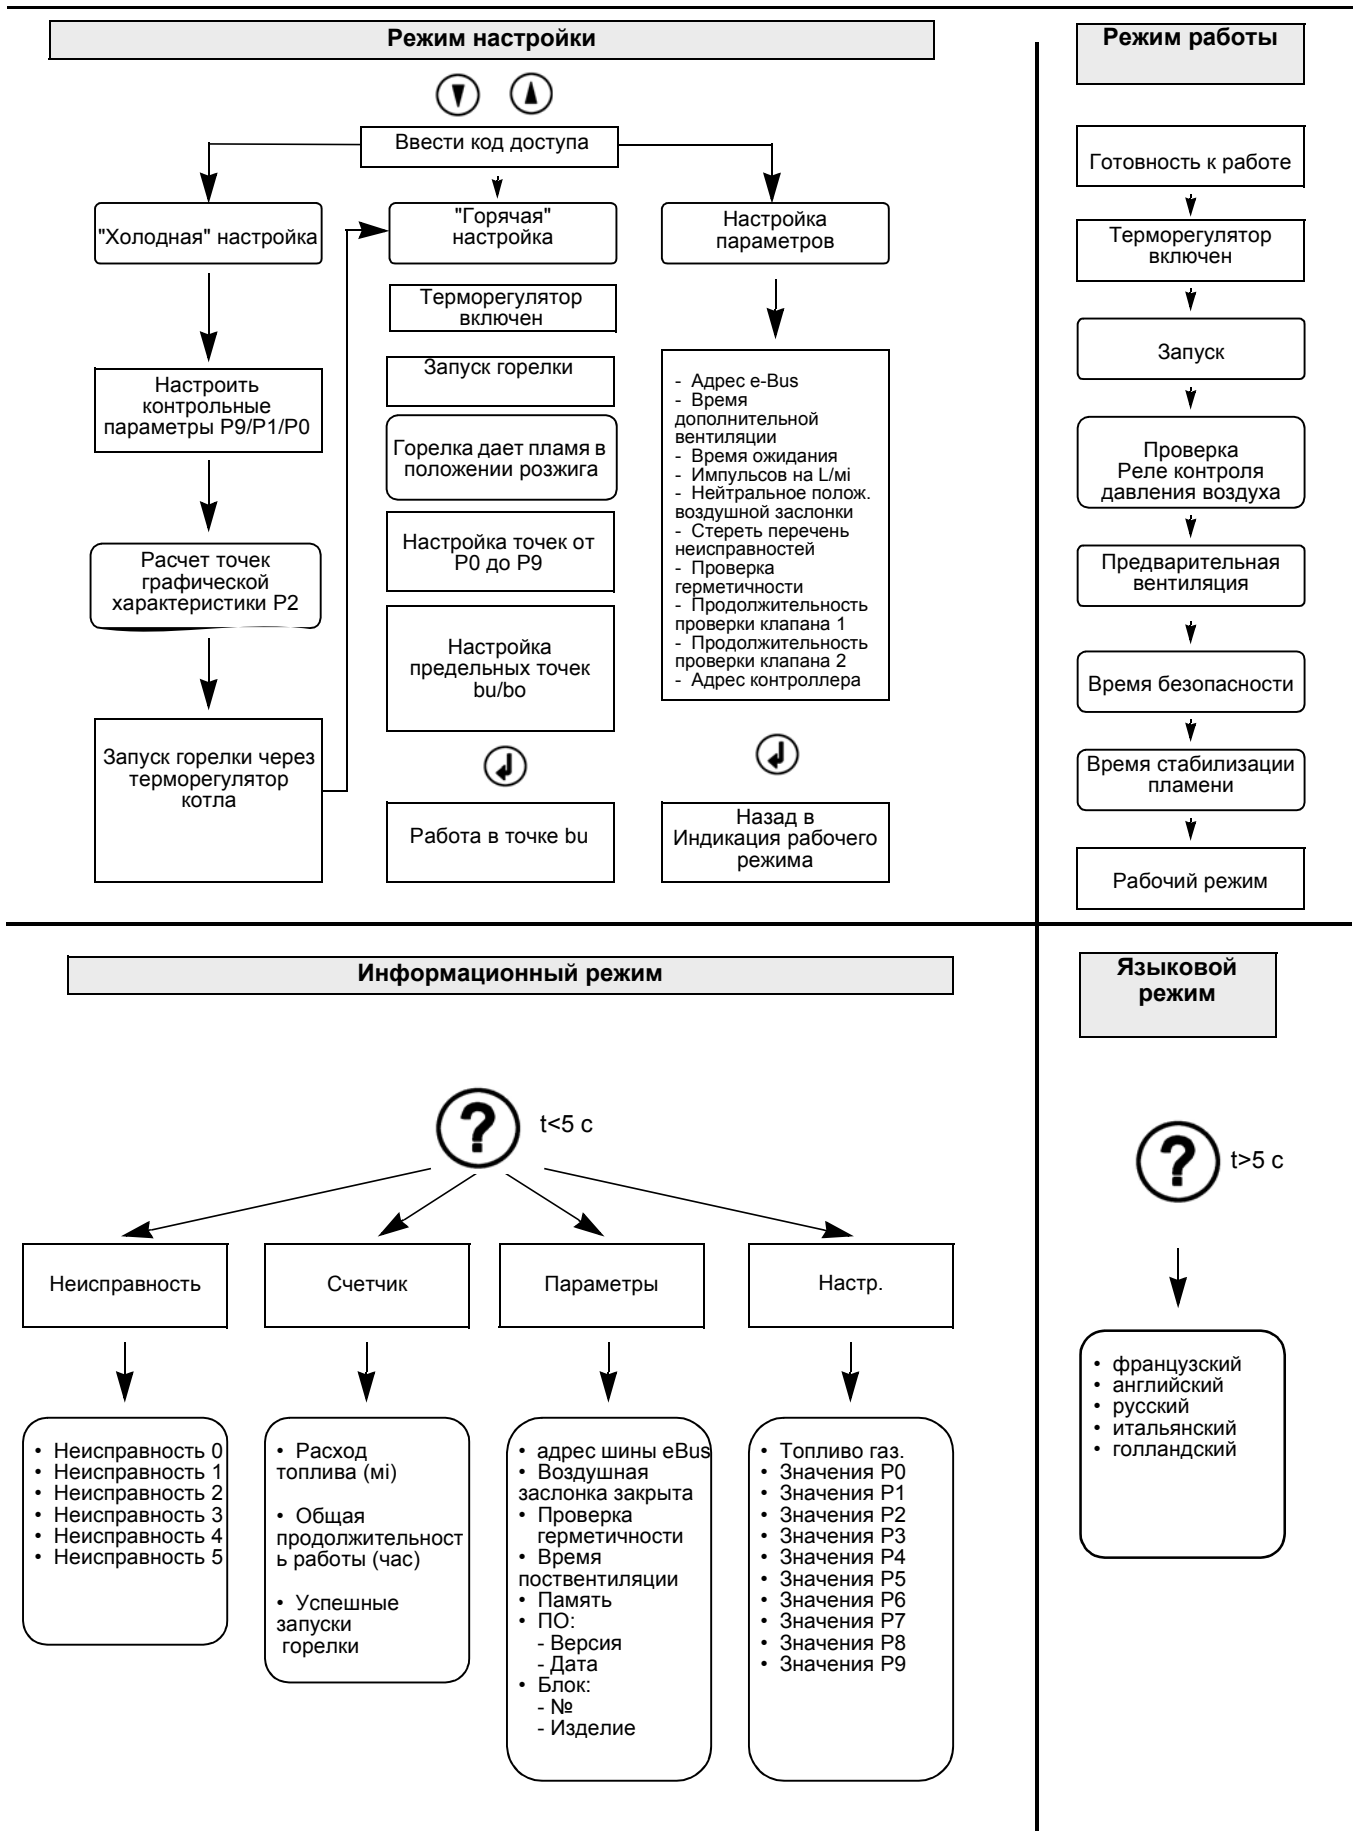 Режим настройки
Ввести код доступа
"Холодная" настройка
Настроить
контрольные
параметры P9/P1/P0
Расчет точек
графической
характеристики P2
Запуск горелки через
терморегулятор
котла
"Горячая"
настройка
Терморегулятор
включен
Запуск горелки
Горелка дает пламя в
положении розжига
Настройка точек от
P0 до P9
Настройка
предельных точек
bu/bo
Работа в точке bu
Настройка
параметров
- Адрес e-Bus
- Время
дополнительной
вентиляции
- Время ожидания
- Импульсов на L/мі
- Нейтральное полож.
воздушной заслонки
- Стереть перечень
неисправностей
- Проверка
герметичности
- Продолжительность
проверки клапана 1
- Продолжительность
проверки клапана 2
- Адрес контроллера
Назад в
Индикация рабочего
режима
Режим работы
Готовность к работе
Терморегулятор
включен
Запуск
Проверка
Реле контроля
давления воздуха
Предварительная
вентиляция
Время безопасности
Время стабилизации
пламени
Рабочий режим
Информационный режим
? t<5 с
Неисправность
• Неисправность 0
• Неисправность 1
• Неисправность 2
• Неисправность 3
• Неисправность 4
• Неисправность 5
Счетчик
• Расход
топлива (мі)
• Общая
продолжительност
ь работы (час)
• Успешные
запуски
горелки
Параметры
• адрес шины eBus
• Воздушная
заслонка закрыта
• Проверка
герметичности
• Время
поствентиляции
• Память
• ПО:
- Версия
- Дата
• Блок:
- №
- Изделие
Настр.
• Топливо газ.
• Значения P0
• Значения P1
• Значения P2
• Значения P3
• Значения P4
• Значения P5
• Значения P6
• Значения P7
• Значения P8
• Значения P9
Языковой
режим
? t>5 с
• французский
• английский
• русский
• итальянский
• голландский